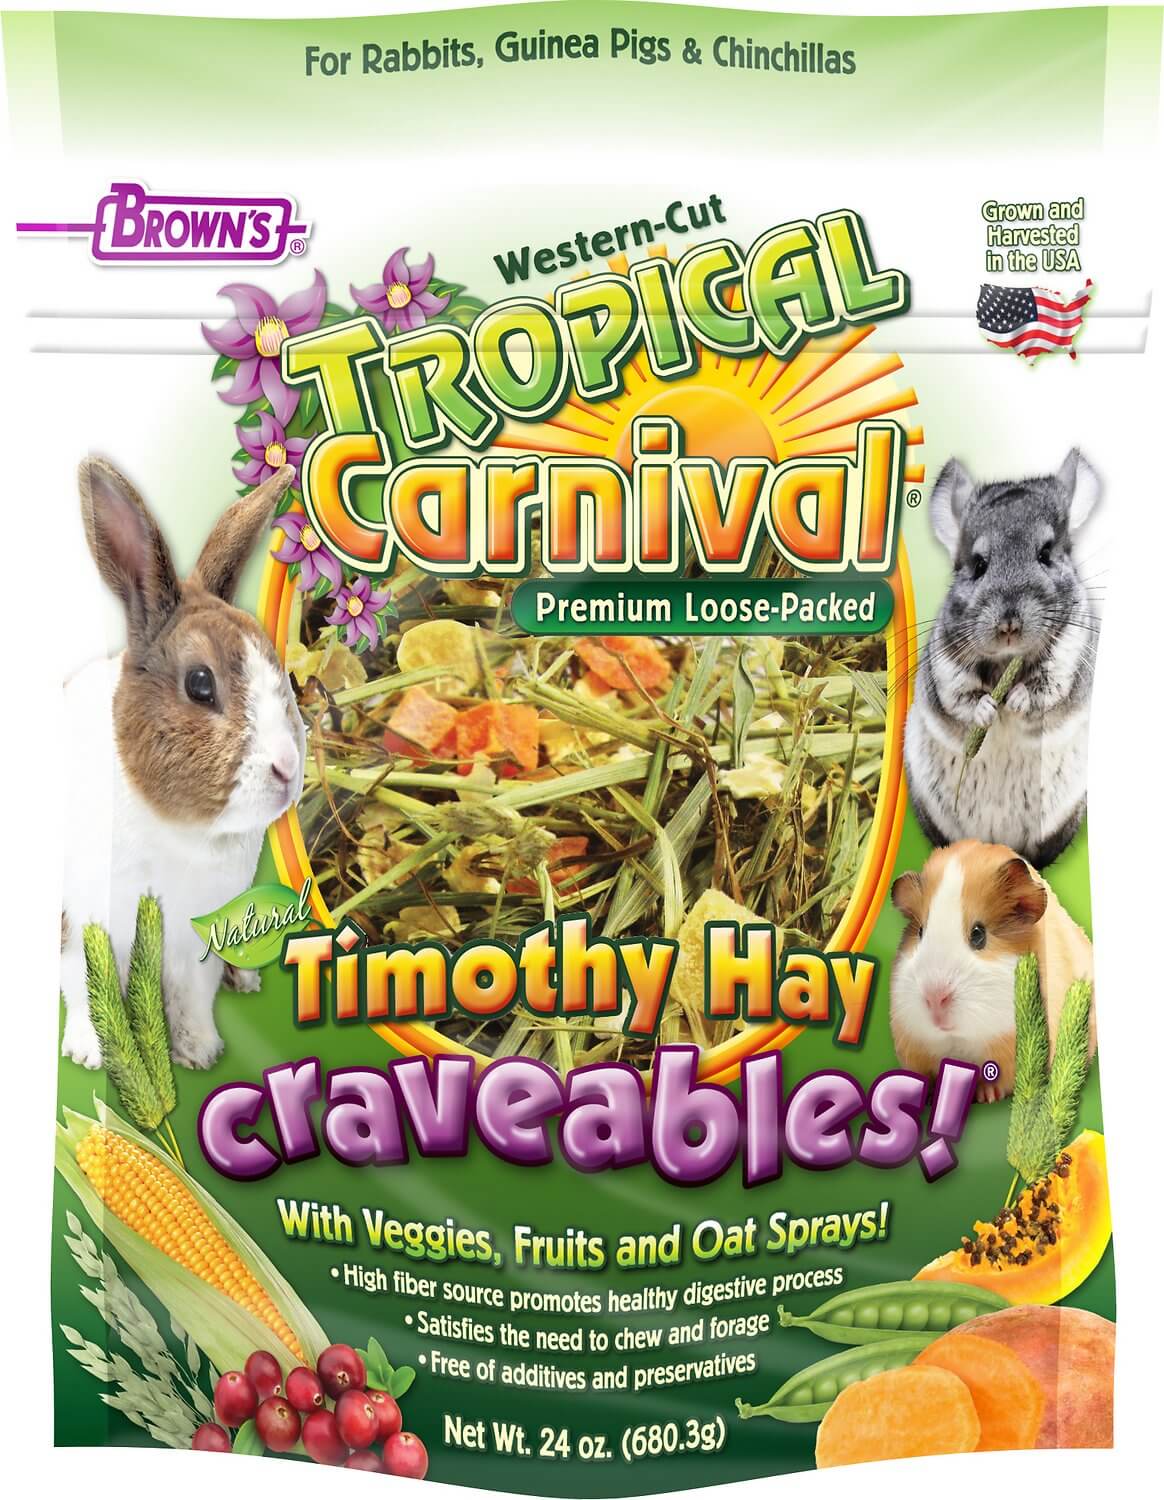 For Rabbits, Guinea Pigs & Chinchillas
BROWN'S®
Grown and
Harvested
in the USA
Western-Cut
TROPICAL
Carnival®
Premium Loose-Packed
Natural
Timothy Hay
craveables!®
With Veggies, Fruits and Oat Sprays!
• High fiber source promotes healthy digestive process
• Satisfies the need to chew and forage
• Free of additives and preservatives
Net Wt. 24 oz. (680.3g)